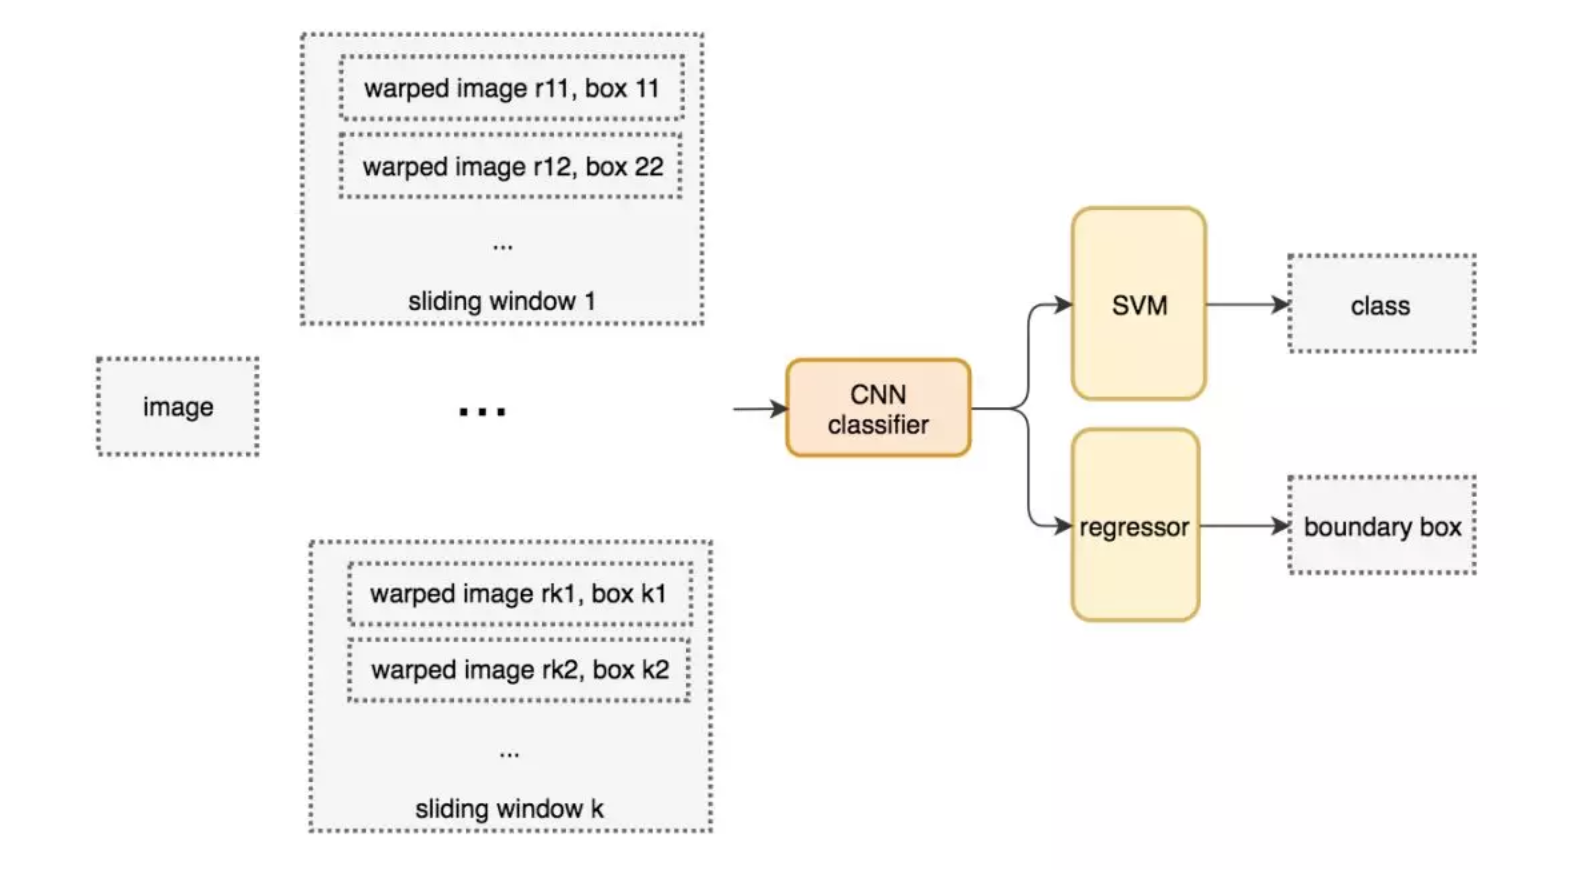 warped image r11, box 11
warped image r12, box 22
...
sliding window 1
image
...
warped image rk1, box k1
warped image rk2, box k2
...
sliding window k
CNN
classifier
SVM
class
regressor
boundary box